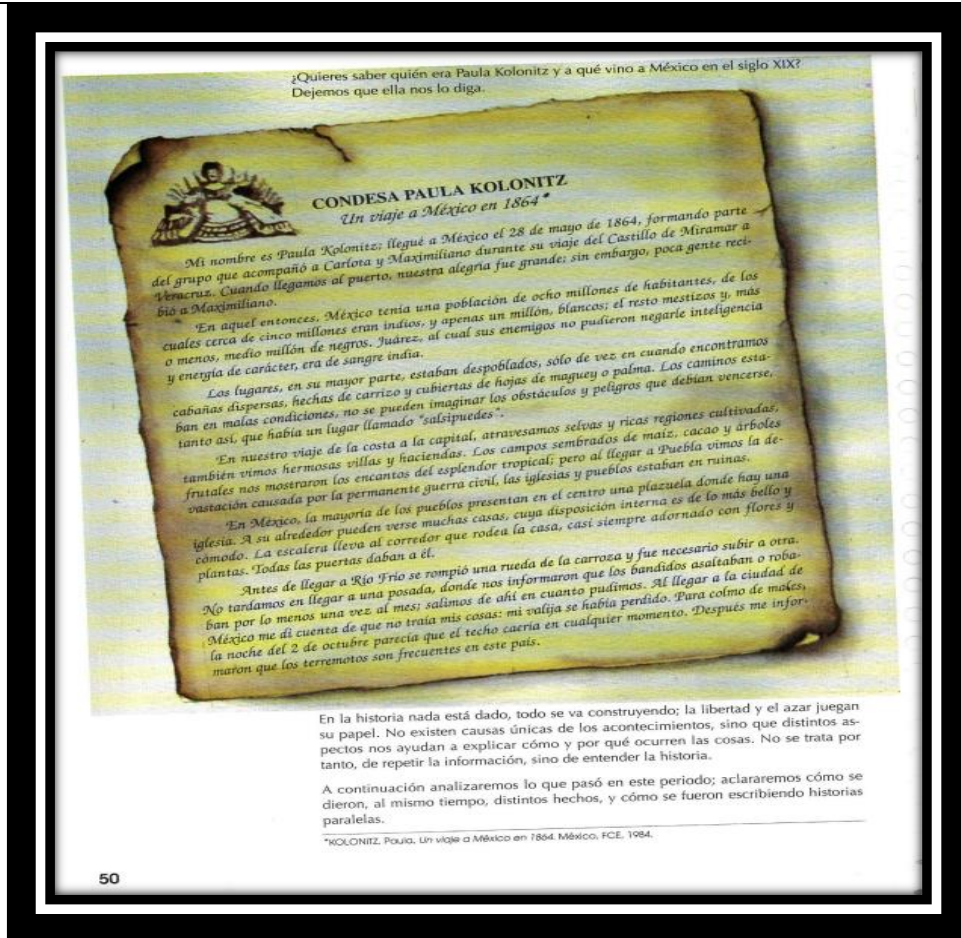 ¿Quieres saber quién era Paula Kolonitz y a qué vino a México en el siglo XIX?
Dejemos que ella nos lo diga.
CONDESA PAULA KOLONITZ
Un viaje a México en 1864*
Mi nombre es Paula Kolonitz; llegué a México el 28 de mayo de 1864, formando parte
del grupo que acompañó a Carlota y Maximiliano durante su viaje del Castillo de Miramar a
Veracruz. Cuando llegamos al puerto, nuestra alegría fue grande; sin embargo, poca gente reci-
bió a Maximiliano.
En aquel entonces, México tenía una población de ocho millones de habitantes, de los
cuales cerca de cinco millones eran indios, y apenas un millón, blancos; el resto mestizos y, más
o menos, medio millón de negros. Juárez, al cual sus enemigos no pudieron negarle inteligencia
y energía de carácter, era de sangre india.
Los lugares, en su mayor parte, estaban despoblados, sólo de vez en cuando encontramos
cabañas dispersas, hechas de carrizo y cubiertas de hojas de maguey o palma. Los caminos esta-
ban en malas condiciones, no se pueden imaginar los obstáculos y peligros que debían vencerse,
tanto así, que había un lugar llamado "salsipuedes".
En nuestro viaje de la costa a la capital, atravesamos selvas y ricas regiones cultivadas,
también vimos hermosas villas y haciendas. Los campos sembrados de maíz, cacao y árboles
frutales nos mostraron los encantos del esplendor tropical; pero al llegar a Puebla vimos la de-
vastación causada por la permanente guerra civil, las iglesias y pueblos estaban en ruinas.
En México, la mayoría de los pueblos presentan en el centro una plazuela donde hay una
iglesia. A su alrededor pueden verse muchas casas, cuya disposición interna es de lo más bello y
cómodo. La escalera lleva al corredor que rodea la casa, casi siempre adornado con flores y
plantas. Todas las puertas daban a él.
Antes de llegar a Río Frío se rompió una rueda de la carroza y fue necesario subir a otra.
No tardamos en llegar a una posada, donde nos informaron que los bandidos asaltaban o roba-
ban por lo menos una vez al mes; salimos de ahí en cuanto pudimos. Al llegar a la ciudad de
México me di cuenta de que no traía mis cosas: mi valija se había perdido. Para colmo de males,
la noche del 2 de octubre parecía que el techo caería en cualquier momento. Después me infor-
maron que los terremotos son frecuentes en este país.
En la historia nada está dado, todo se va construyendo; la libertad y el azar juegan
su papel. No existen causas únicas de los acontecimientos, sino que distintos as-
pectos nos ayudan a explicar cómo y por qué ocurren las cosas. No se trata por
tanto, de repetir la información, sino de entender la historia.
A continuación analizaremos lo que pasó en este periodo; aclararemos cómo se
dieron, al mismo tiempo, distintos hechos, y cómo se fueron escribiendo historias
paralelas.
*KOLONITZ, Paula, Un viaje a México en 1864. México, FCE, 1984.
50